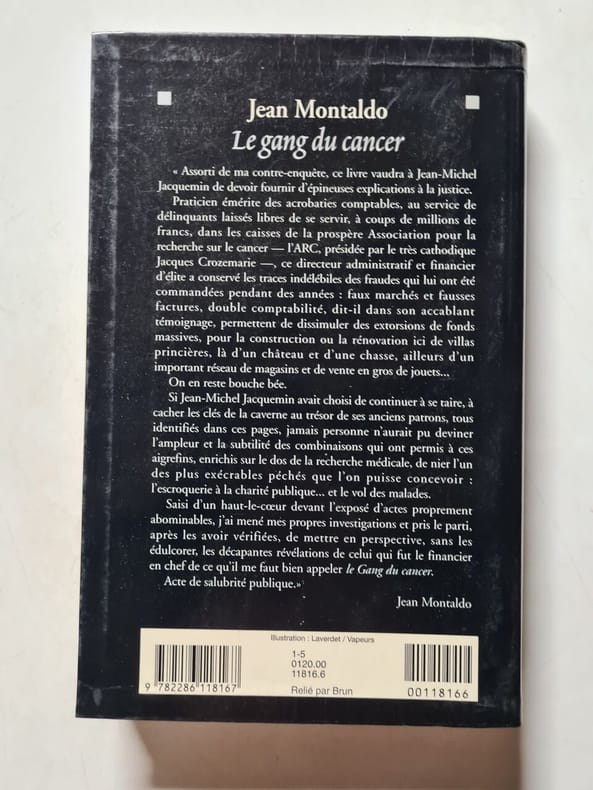 Jean Montaldo
Le gang du cancer
« Assorti de ma contre-enquête, ce livre vaudra à Jean-Michel
Jacquemin de devoir fournir d'épineuses explications à la justice.
Praticien émérite des acrobaties comptables, au service de
délinquants laissés libres de se servir, à coups de millions de
francs, dans les caisses de la prospère Association pour la
recherche sur le cancer — l'ARC, présidée par le très cathodique
Jacques Crozemarie —, ce directeur administratif et financier
d'élite a conservé les traces indélébiles des fraudes qui lui ont été
commandées pendant des années : faux marchés et fausses
factures, double comptabilité, dit-il dans son accablant
témoignage, permettent de dissimuler des extorsions de fonds
massives, pour la construction ou la rénovation ici de villas
princières, là d'un château et d'une chasse, ailleurs d'un
important réseau de magasins et de vente en gros de jouets...
On en reste bouche bée.
Si Jean-Michel Jacquemin avait choisi de continuer à se taire, à
cacher les clés de la caverne au trésor de ses anciens patrons, tous
identifiés dans ces pages, jamais personne n'aurait pu deviner
l'ampleur et la subtilité des combinaisons qui ont permis à ces
aigrefins, enrichis sur le dos de la recherche médicale, de nier l'un
des plus exécrables péchés que l'on puisse concevoir :
l'escroquerie à la charité publique... et le vol des malades.
Saisi d'un haut-le-cœur devant l'exposé d'actes proprement
abominables, j'ai mené mes propres investigations et pris le parti,
après les avoir vérifiées, de mettre en perspective, sans les
édulcorer, les décapantes révélations de celui qui fut le financier
en chef de ce qu'il me faut bien appeler le Gang du cancer.
Acte de salubrité publique.»
Jean Montaldo
Illustration : Laverdet / Vapeurs
1-5
0120.00
11816.6
9 782286 118167
Relié par Brun
00118166